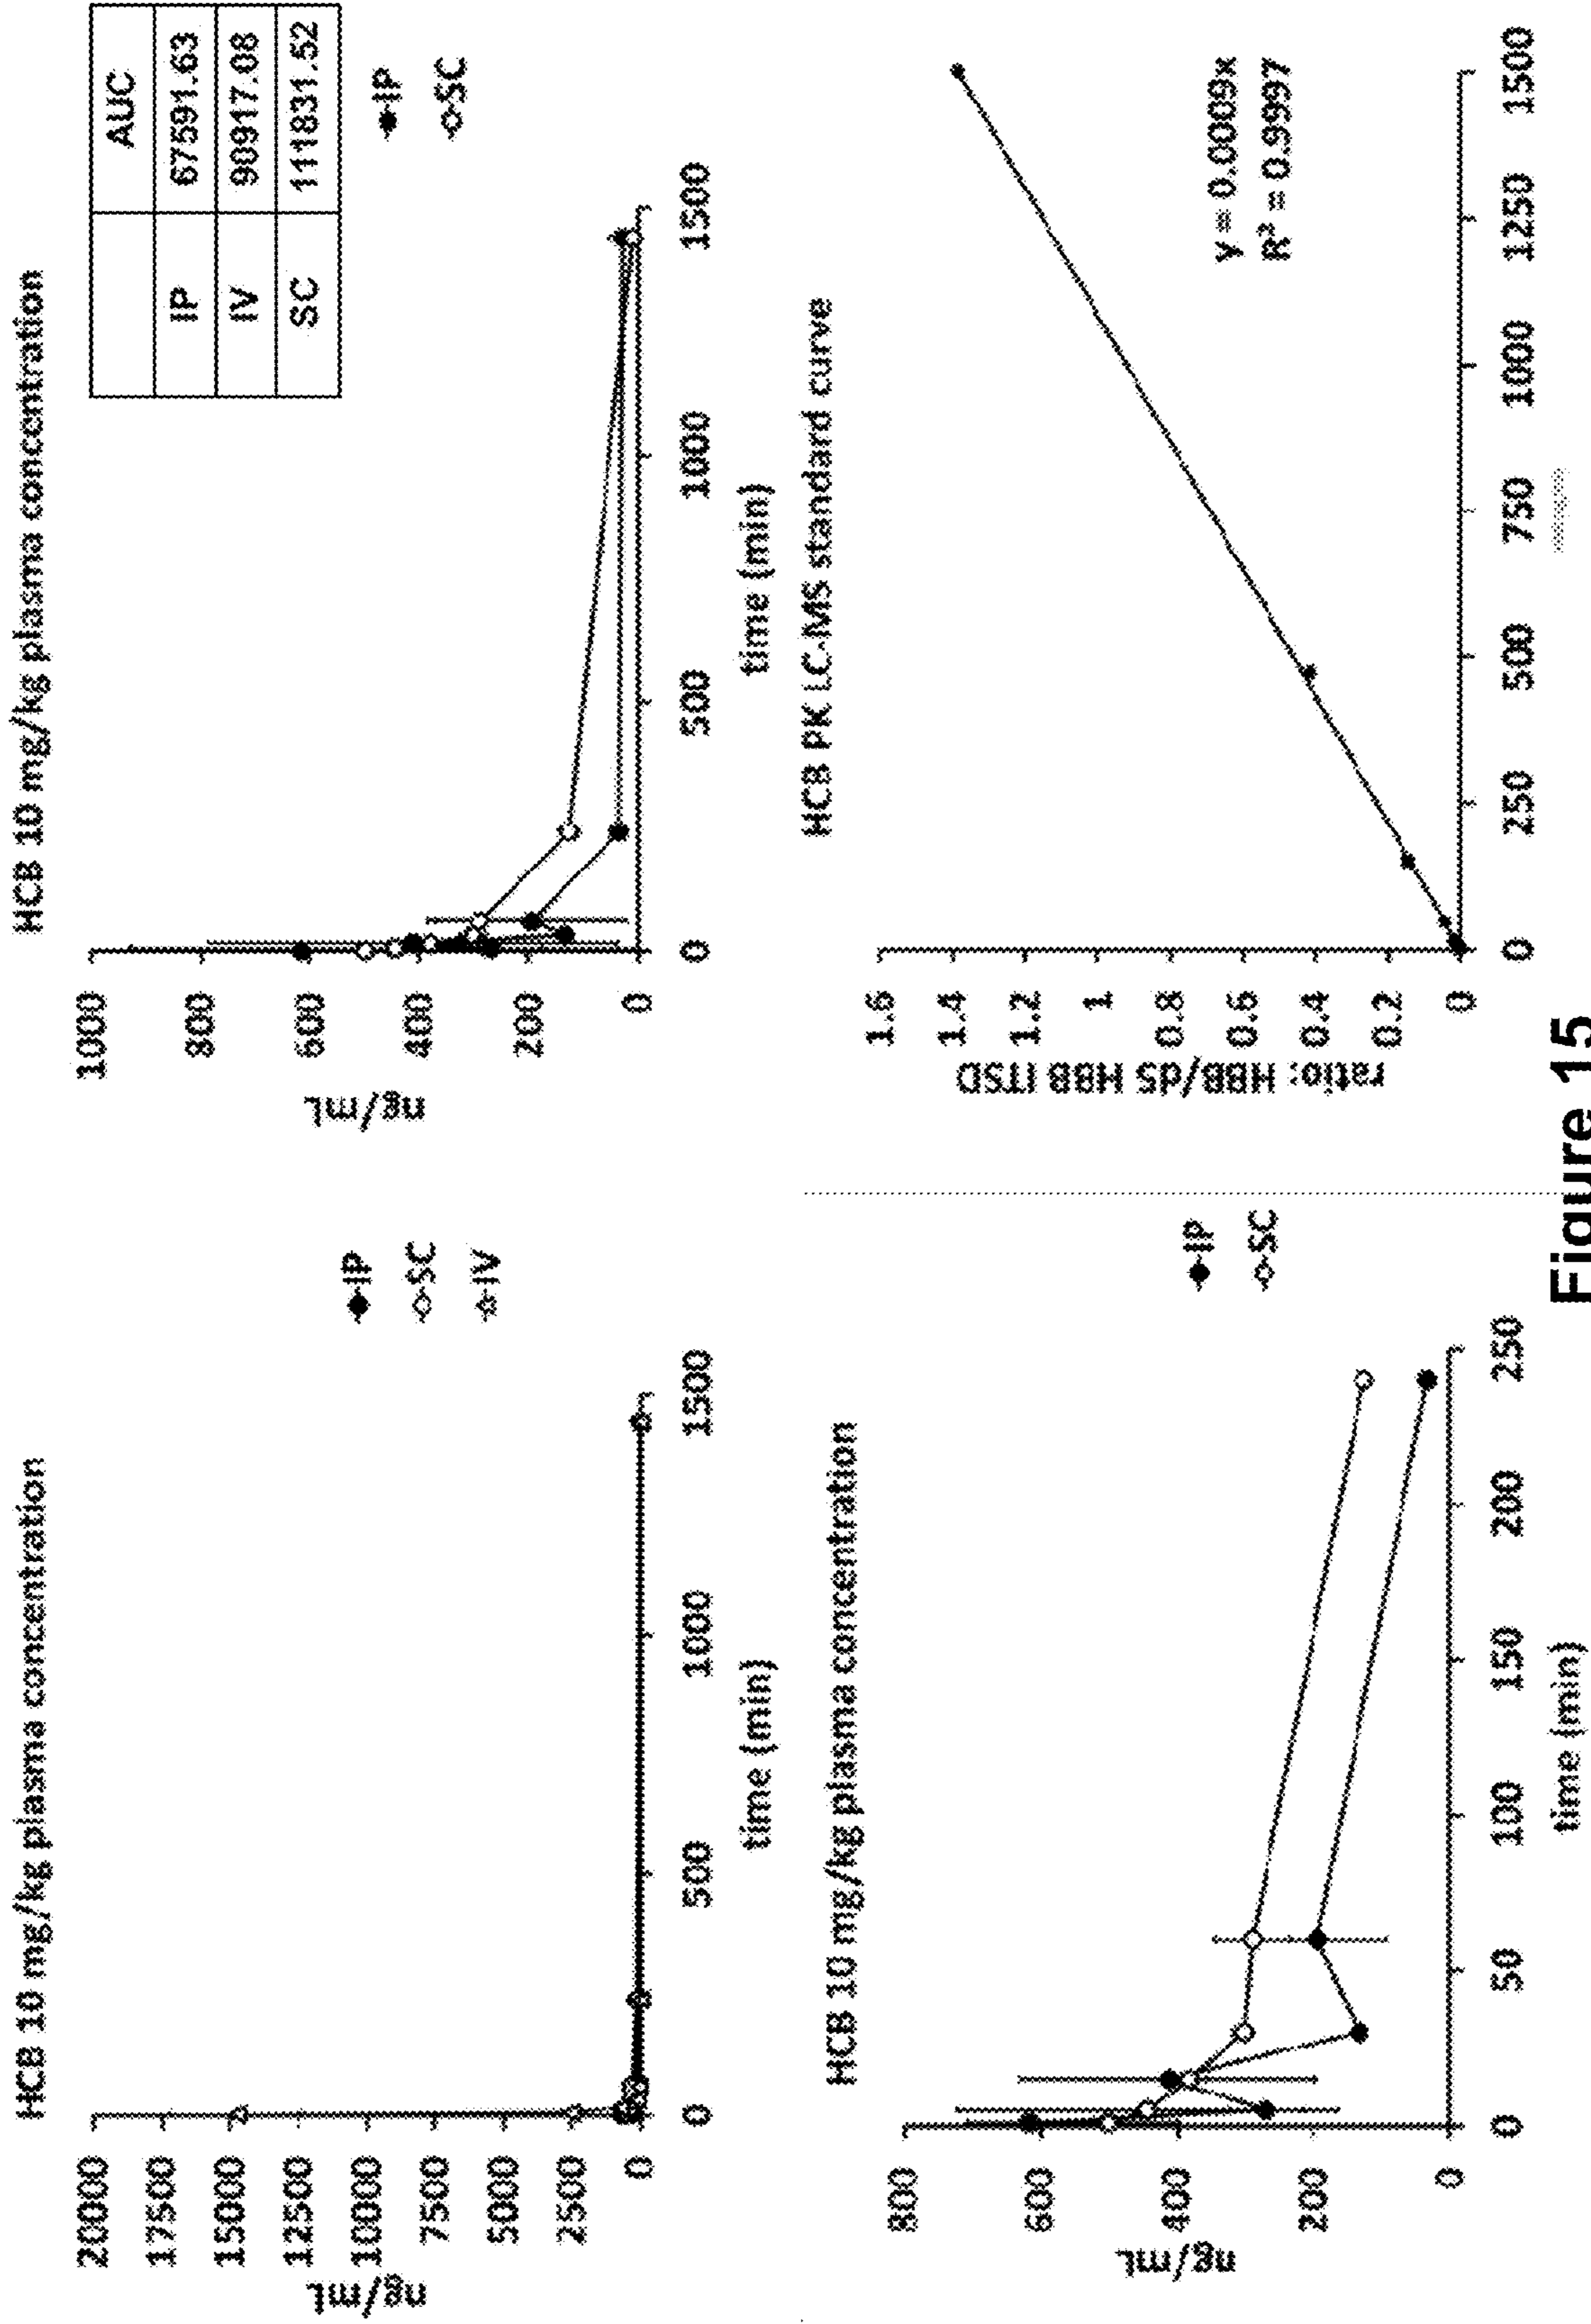 HCB 10 mg/kg plasma concentration
20000
17500
15000
12500
10000
7500
5000
2500
0
ng/mL
0
500
1000
1500
time (min)
IP
SC
IV
HCB 10 mg/kg plasma concentration
1000
800
600
400
200
0
ng/mL
0
500
1000
1500
time (min)
AUC
IP 67591.63
IV 90917.08
SC 111831.52
IP
SC
HCB 10 mg/kg plasma concentration
800
600
400
200
0
ng/mL
0
50
100
150
200
250
time (min)
IP
SC
HCB PK LC-MS standard curve
1.6
1.4
1.2
1
0.8
0.6
0.4
0.2
0
ratio: HBB/d5 HBB ITSD
0
250
500
750
1000
1250
1500
y = 0.0009x
R² = 0.9997
Figure 15